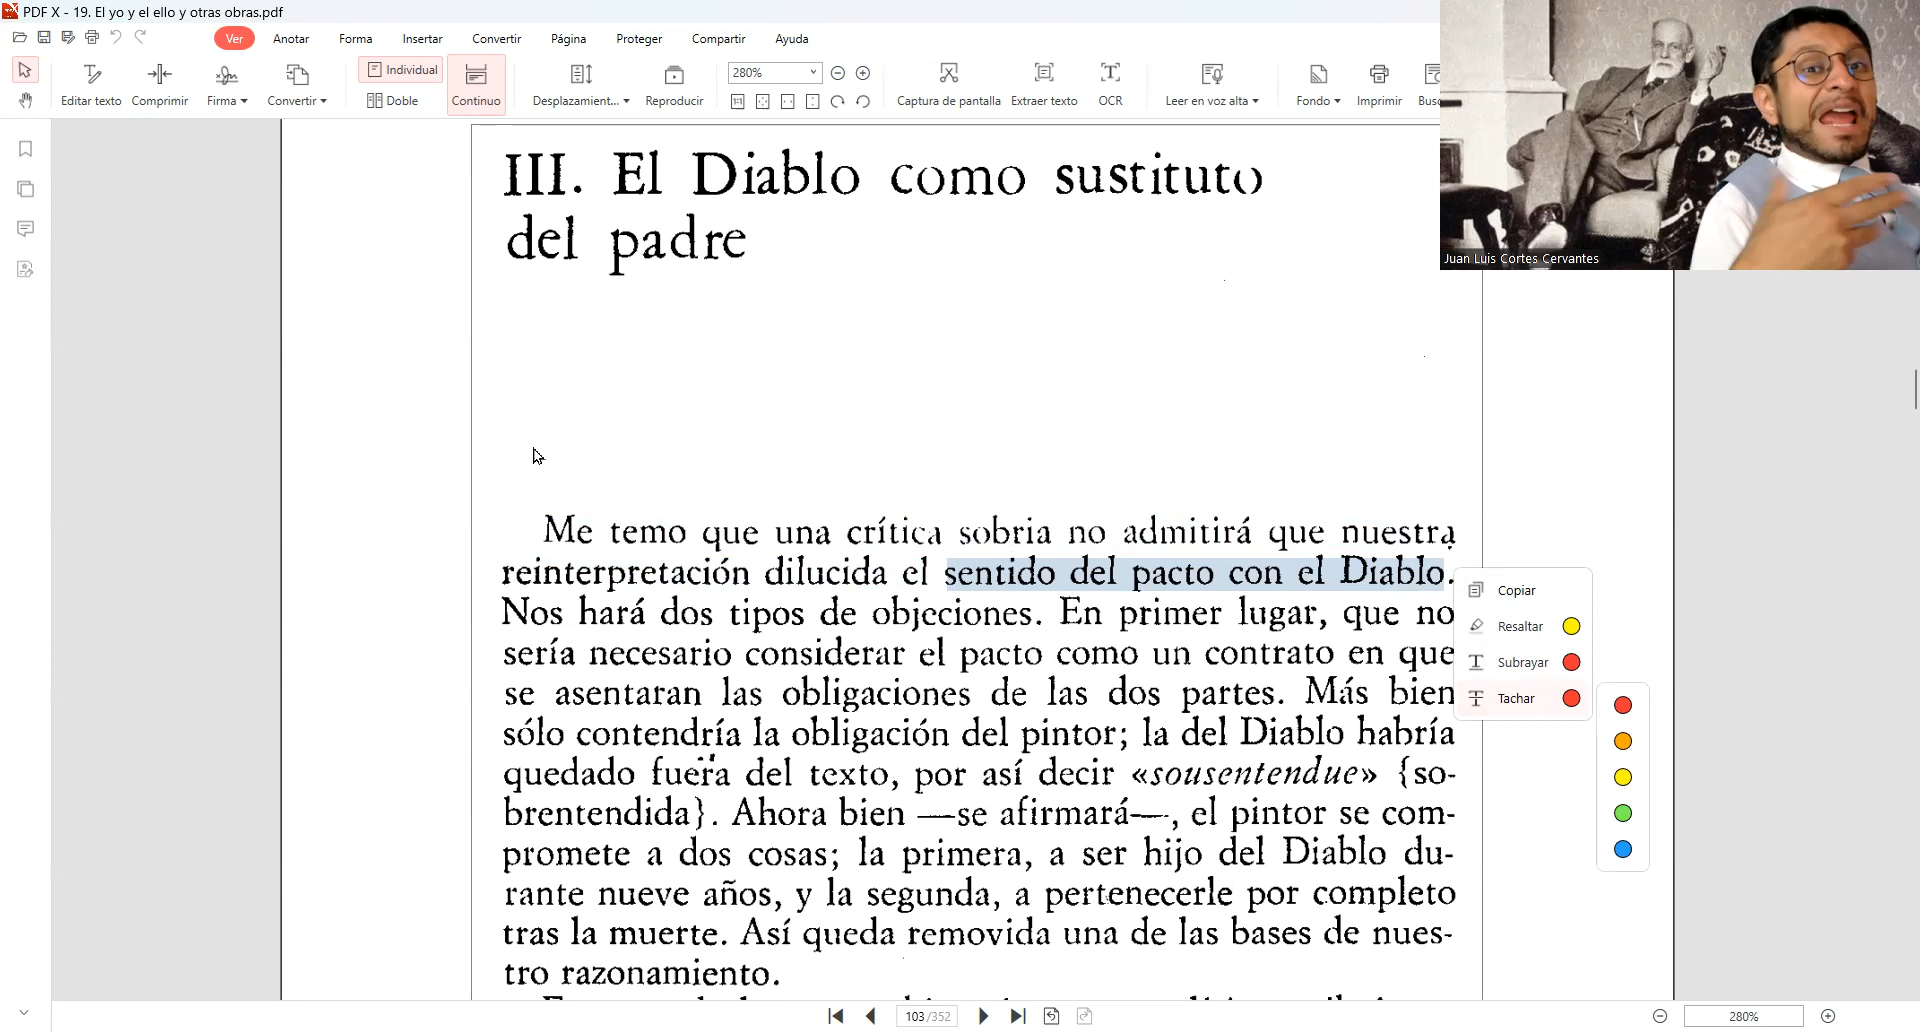 PDF X - 19. El yo y el ello y otras obras.pdf
Ver Anotar Forma Insertar Convertir Página Proteger Compartir Ayuda
Individual
Doble
280%
Editar texto Comprimir Firma Convertir Continuo Desplazamient... Reproducir Captura de pantalla Extraer texto OCR Leer en voz alta Fondo Imprimir
Juan Luis Cortes Cervantes
III. El Diablo como sustituto
del padre
Me temo que una crítica sobria no admitirá que nuestra
reinterpretación dilucida el sentido del pacto con el Diablo.
Nos hará dos tipos de objeciones. En primer lugar, que no
sería necesario considerar el pacto como un contrato en que
se asentaran las obligaciones de las dos partes. Más bien
sólo contendría la obligación del pintor; la del Diablo habría
quedado fuera del texto, por así decir «sousentendue» {so-
brentendida}. Ahora bien —se afirmará—, el pintor se com-
promete a dos cosas; la primera, a ser hijo del Diablo du-
rante nueve años, y la segunda, a pertenecerle por completo
tras la muerte. Así queda removida una de las bases de nues-
tro razonamiento.
Copiar
Resaltar
Subrayar
Tachar
103 /352
280%